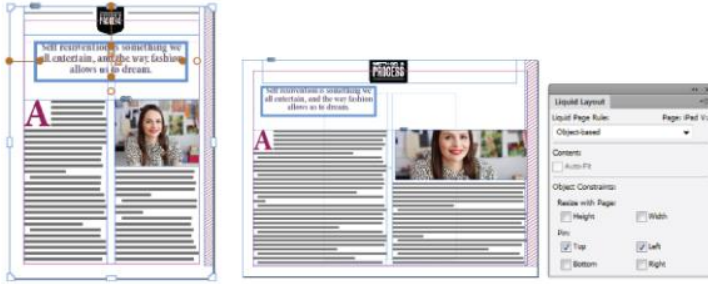 PROCESS
Self reinvention is something we
all entertain, and the way fashion
allows us to dream.
A
PROCESS
Self reinvention is something we
all entertain, and the way fashion
allows us to dream.
A
Liquid Layout
Liquid Page Rule:
Page: iPad V
Object-based
Content:
Auto-Fit
Object Constraints:
Resize with Page:
Height
Width
Pin:
Top
Left
Bottom
Right